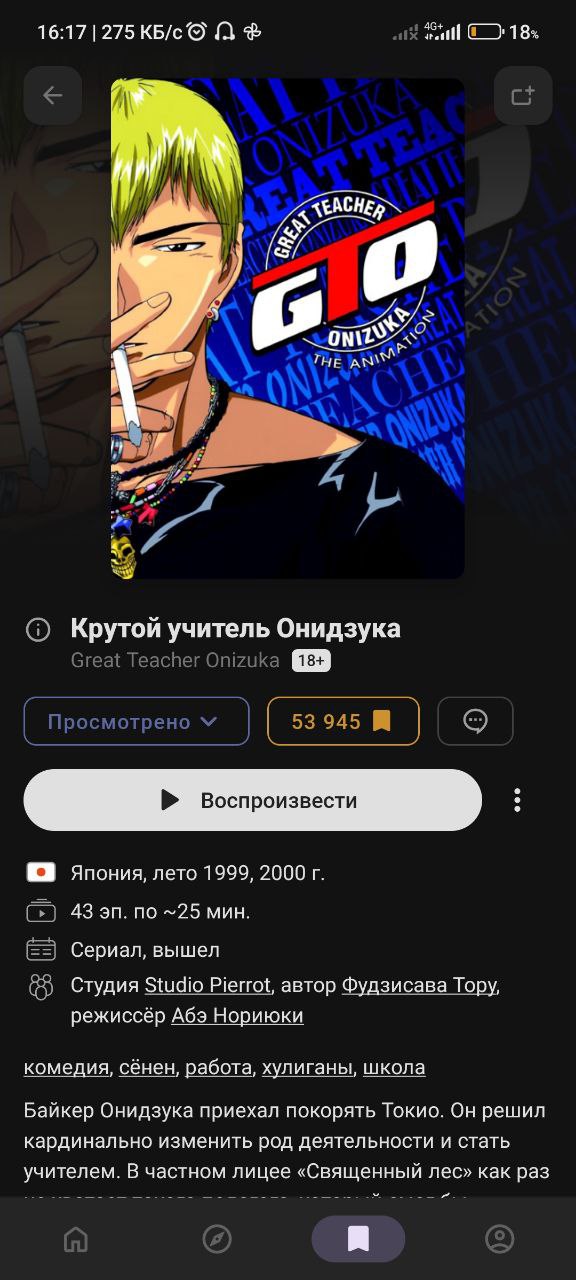 16:17 | 275 КБ/с
4G+
18%
GREAT TEACHER
GTO
ONIZUKA
THE ANIMATION
Крутой учитель Онидзука
Great Teacher Onizuka 18+
Просмотрено
53 945
Воспроизвести
Япония, лето 1999, 2000 г.
43 эп. по ~25 мин.
Сериал, вышел
Студия Studio Pierrot, автор Фудзисава Тору,
режиссёр Абэ Нориюки
комедия, сёнен, работа, хулиганы, школа
Байкер Онидзука приехал покорять Токио. Он решил
кардинально изменить род деятельности и стать
учителем. В частном лицее «Священный лес» как раз